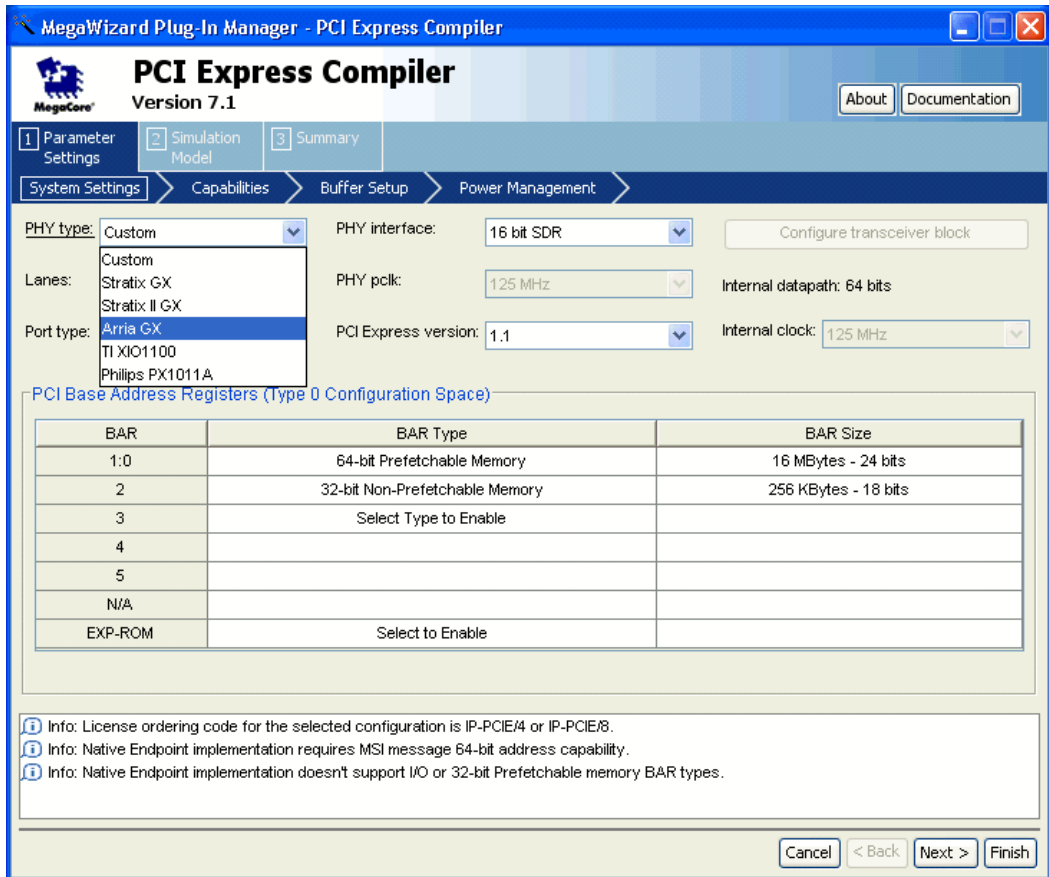 MegaWizard Plug-In Manager - PCI Express Compiler
PCI Express Compiler
MegaCore®
Version 7.1
About Documentation
1 Parameter Settings
2 Simulation Model
3 Summary
System Settings Capabilities Buffer Setup Power Management
PHY type: Custom
PHY interface: 16 bit SDR
Configure transceiver block
Custom
Stratix GX
Stratix II GX
Arria GX
TI XIO1100
Philips PX1011A
Lanes:
PHY pclk: 125 MHz
Internal datapath: 64 bits
Port type:
PCI Express version: 1.1
Internal clock: 125 MHz
PCI Base Address Registers (Type 0 Configuration Space)
BAR BAR Type BAR Size
1:0 64-bit Prefetchable Memory 16 MBytes - 24 bits
2 32-bit Non-Prefetchable Memory 256 KBytes - 18 bits
3 Select Type to Enable
4
5
N/A
EXP-ROM Select to Enable
Info: License ordering code for the selected configuration is IP-PCIE/4 or IP-PCIE/8.
Info: Native Endpoint implementation requires MSI message 64-bit address capability.
Info: Native Endpoint implementation doesn't support I/O or 32-bit Prefetchable memory BAR types.
Cancel < Back Next > Finish